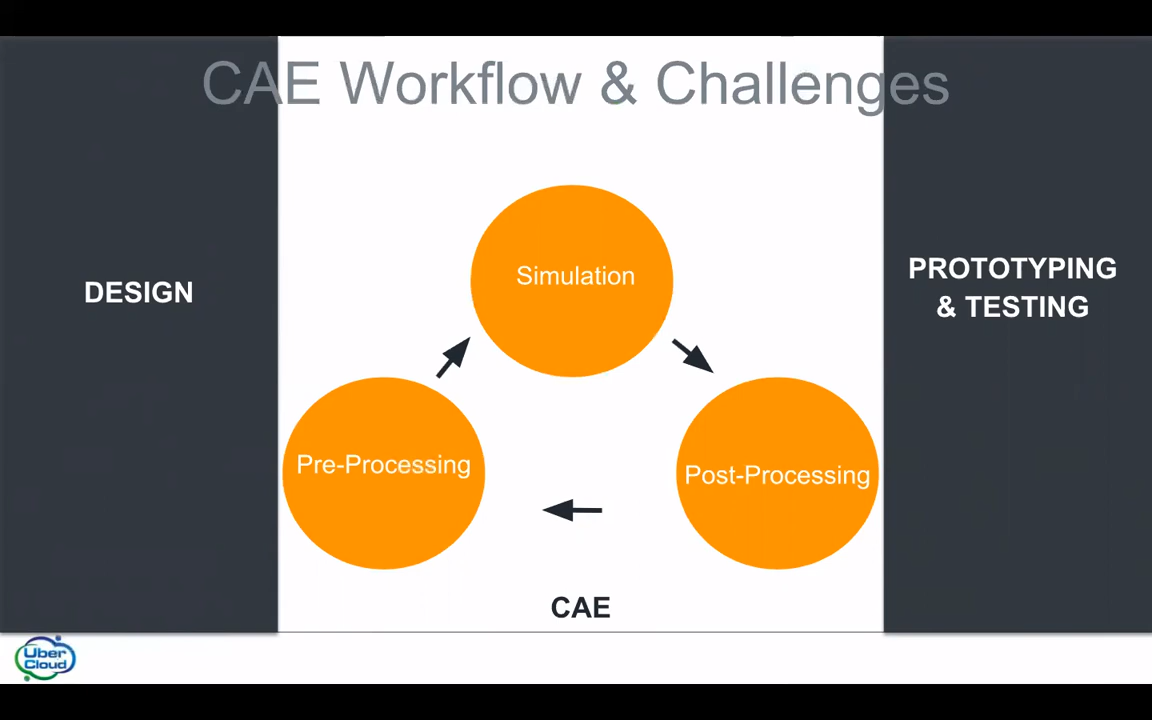 CAE Workflow & Challenges
DESIGN
Simulation
Pre-Processing
Post-Processing
CAE
PROTOTYPING
& TESTING
Uber
Cloud